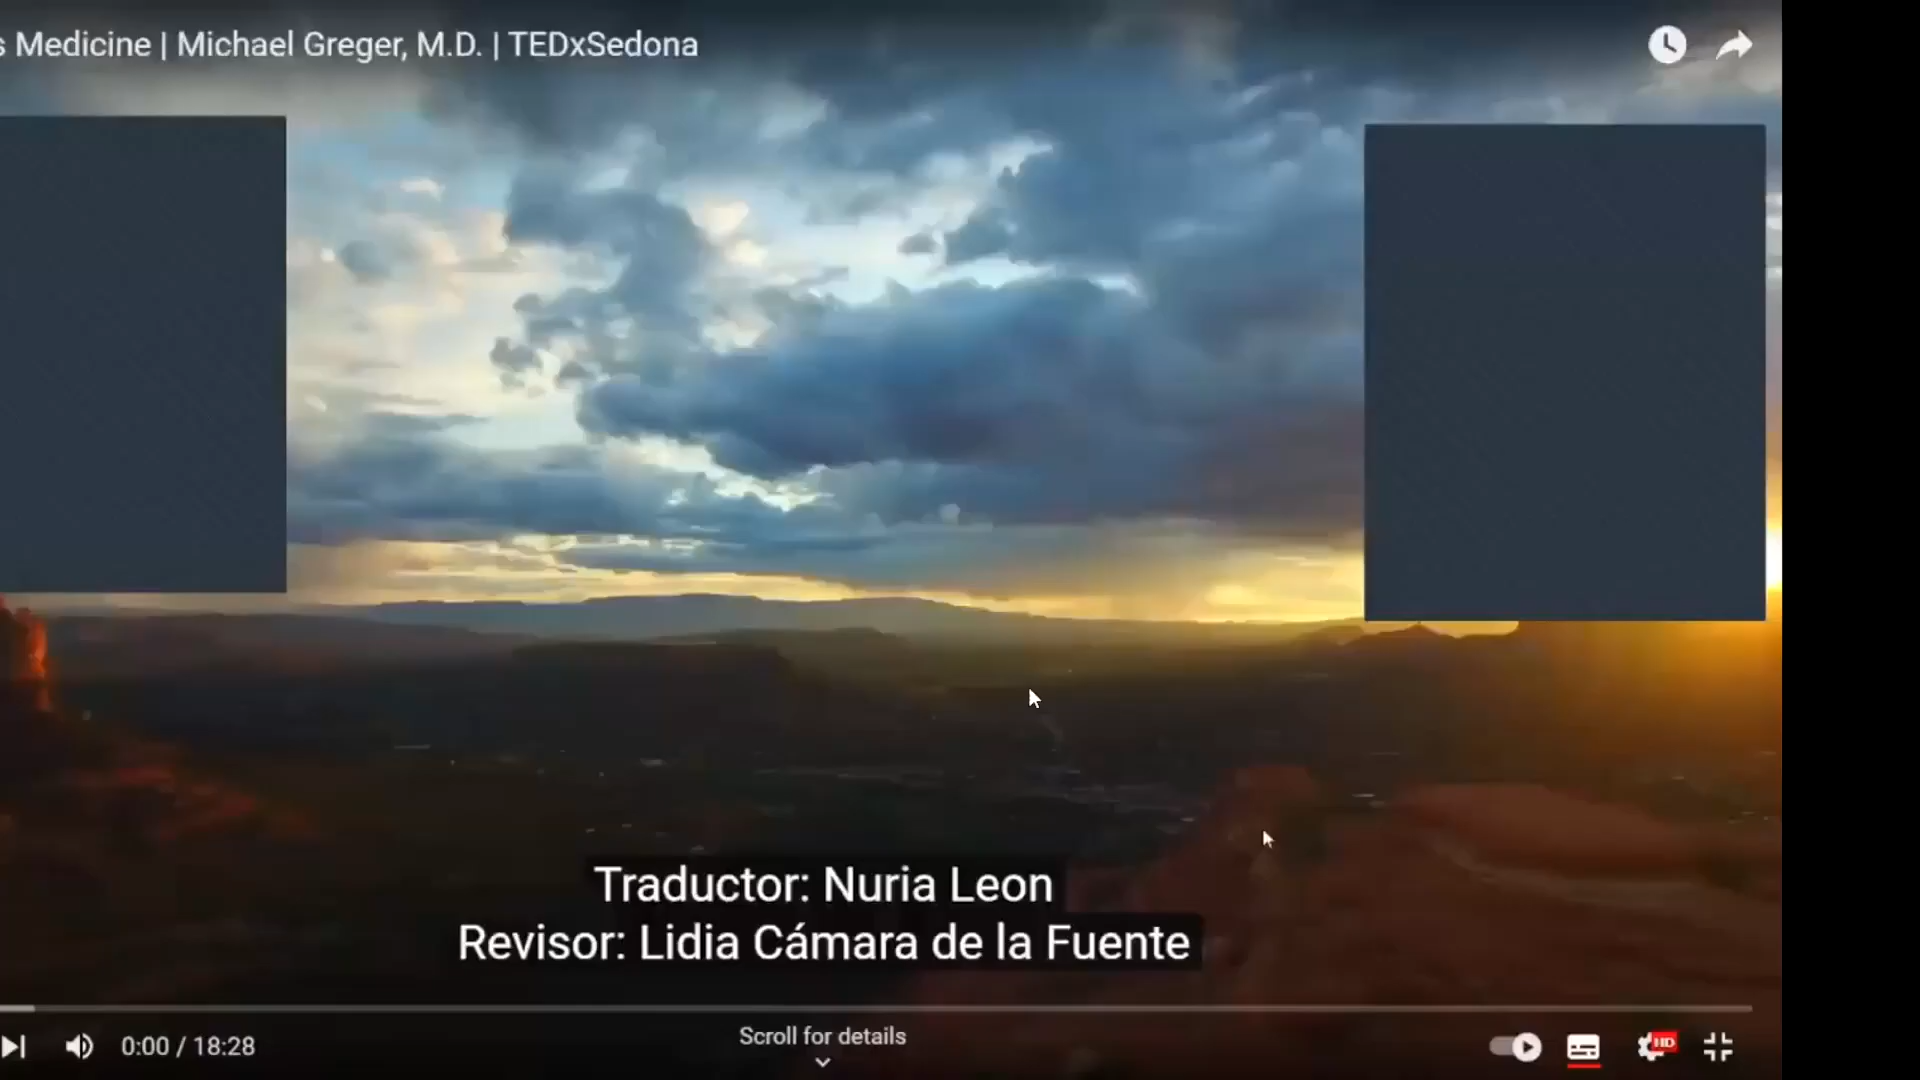 s Medicine | Michael Greger, M.D. | TEDxSedona
Traductor: Nuria Leon
Revisor: Lidia Cámara de la Fuente
Scroll for details
0:00 / 18:28
HD